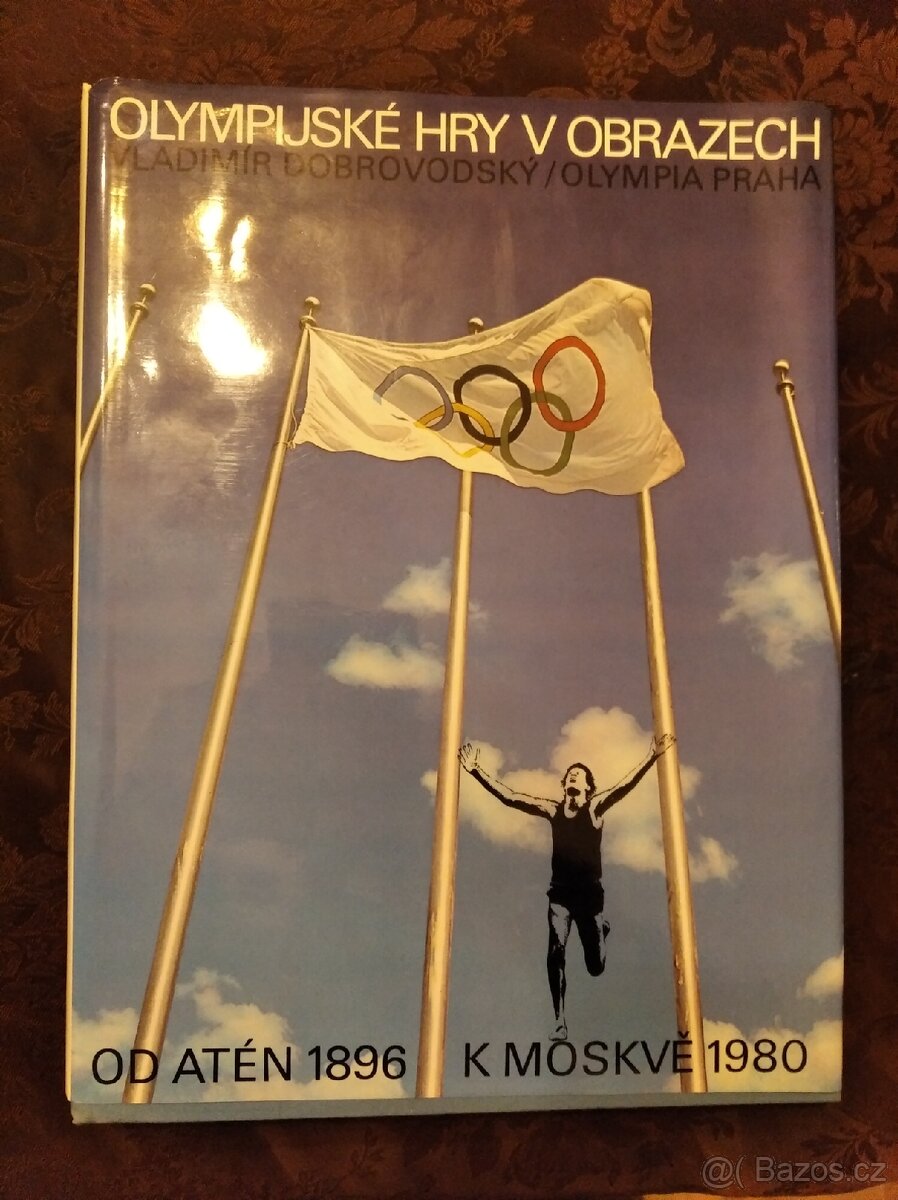 OLYMPIJSKÉ HRY V OBRAZECH
VLADIMÍR DOBROVODSKÝ/OLYMPIA PRAHA
OD ATÉN 1896 K MOSKVĚ 1980
@( Bazos.cz